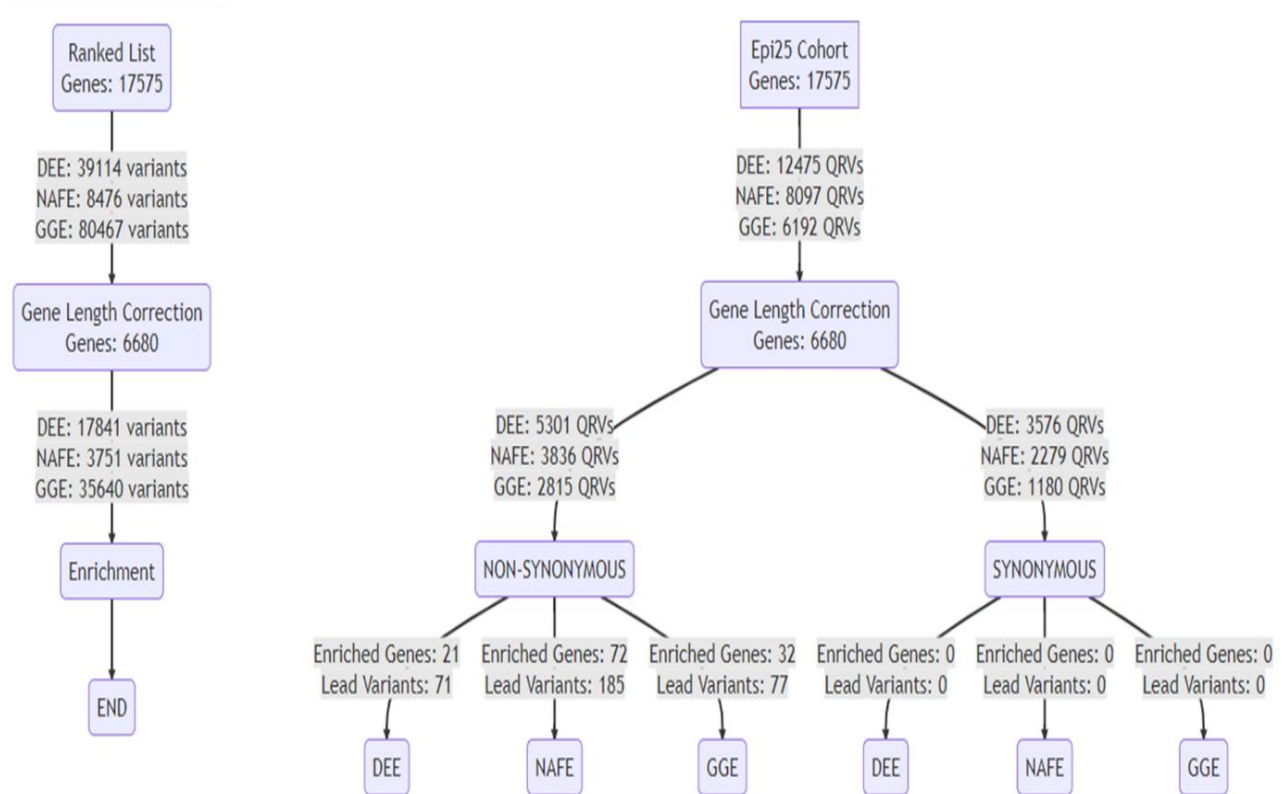 Ranked List
Genes: 17575
DEE: 39114 variants
NAFE: 8476 variants
GGE: 80467 variants
Gene Length Correction
Genes: 6680
DEE: 17841 variants
NAFE: 3751 variants
GGE: 35640 variants
Enrichment
END
Epi25 Cohort
Genes: 17575
DEE: 12475 QRVs
NAFE: 8097 QRVs
GGE: 6192 QRVs
Gene Length Correction
Genes: 6680
DEE: 5301 QRVs
NAFE: 3836 QRVs
GGE: 2815 QRVs
DEE: 3576 QRVs
NAFE: 2279 QRVs
GGE: 1180 QRVs
NON-SYNONYMOUS
SYNONYMOUS
Enriched Genes: 21
Lead Variants: 71
Enriched Genes: 72
Lead Variants: 185
Enriched Genes: 32
Lead Variants: 77
Enriched Genes: 0
Lead Variants: 0
Enriched Genes: 0
Lead Variants: 0
Enriched Genes: 0
Lead Variants: 0
DEE
NAFE
GGE
DEE
NAFE
GGE